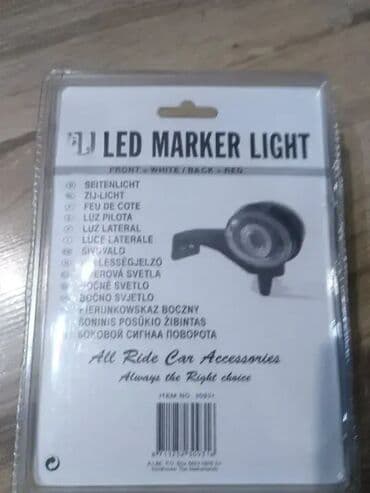 LED MARKER LIGHT
FRONT - WHITE / BACK - RED
SEITENLICHT
ZIJ-LICHT
FEU DE COTE
LUZ PILOTA
LUZ LATERAL
LUCE LATERALE
SIVUVALO
LESSÉGJELZŐ
SVETLA
BOČNÉ SVETLO
BOČNO SVJETLO
KIERUNKOWSKAZ BOCZNY
ŠONINIS POSŪKIO ŽIBINTAS
БОКОВОЙ СИГНАЛ ПОВОРОТА
All Ride Car Accessories
Always the Right choice
ITEM NO.